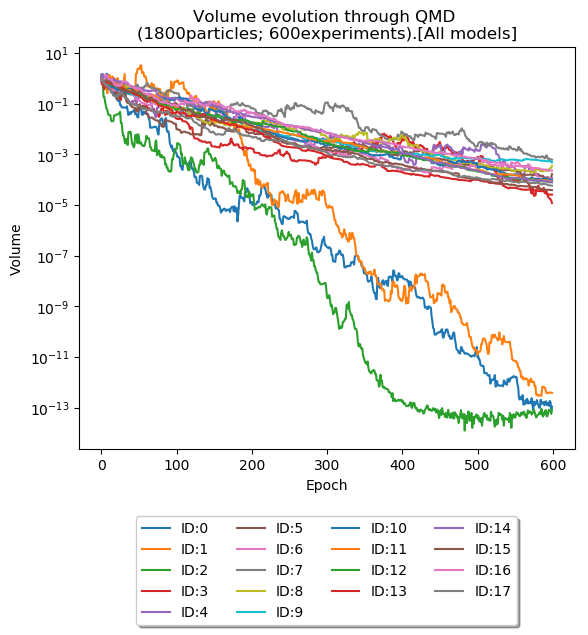 Volume evolution through QMD
(1800particles; 600experiments).[All models]
10^1
10^-1
10^-3
10^-5
10^-7
10^-9
10^-11
10^-13
Volume
0 100 200 300 400 500 600
Epoch
ID:0 ID:5 ID:10 ID:14
ID:1 ID:6 ID:11 ID:15
ID:2 ID:7 ID:12 ID:16
ID:3 ID:8 ID:13 ID:17
ID:4 ID:9